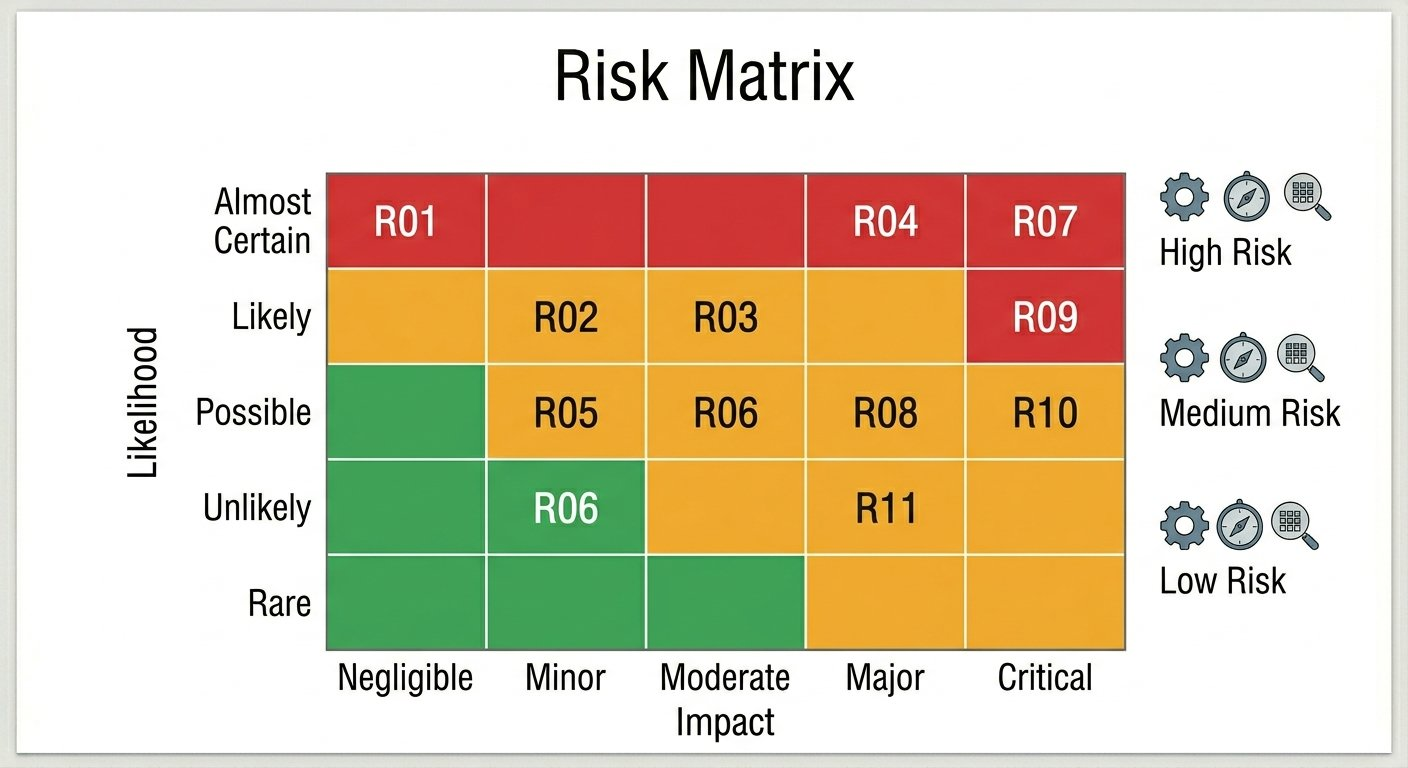 Risk Matrix
Almost
Certain
R01
R04
R07
High Risk
Likely
R02
R03
R09
Likelihood
Possible
R05
R06
R08
R10
Medium Risk
Unlikely
R06
R11
Low Risk
Rare
Negligible
Minor
Moderate
Major
Critical
Impact